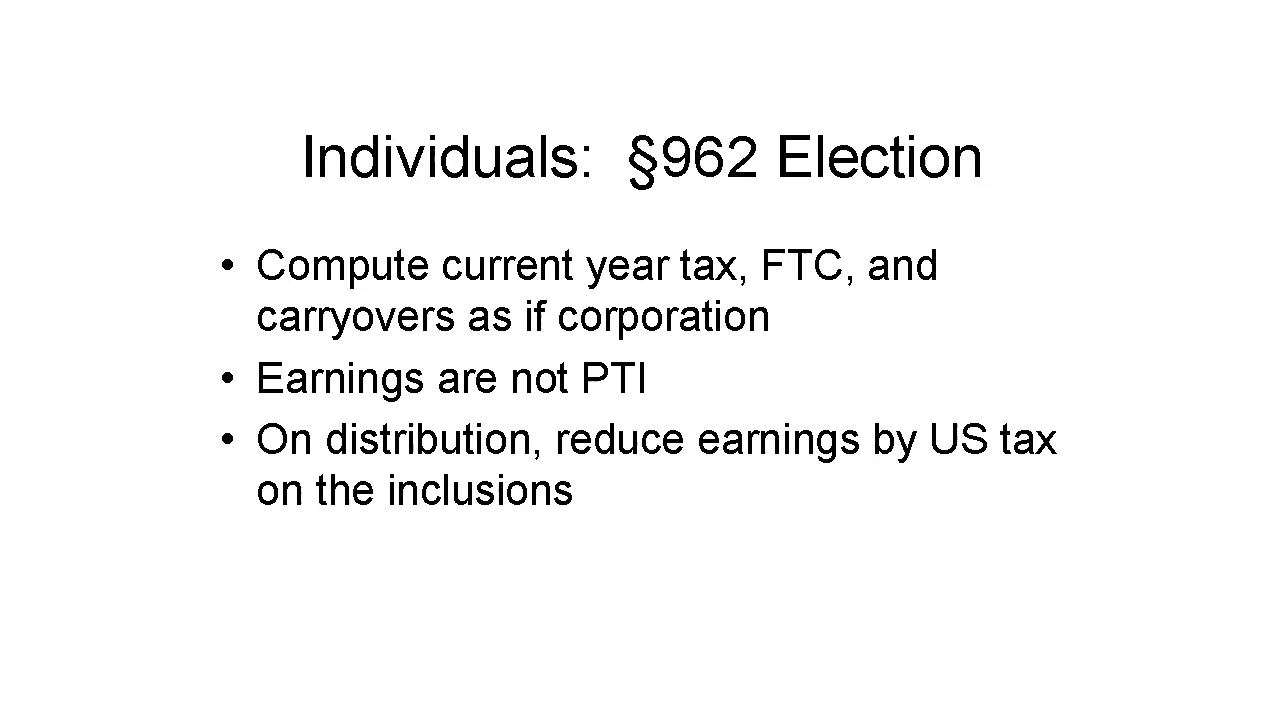 Individuals:  §962 Election
• Compute current year tax, FTC, and
carryovers as if corporation
• Earnings are not PTI
• On distribution, reduce earnings by US tax
on the inclusions